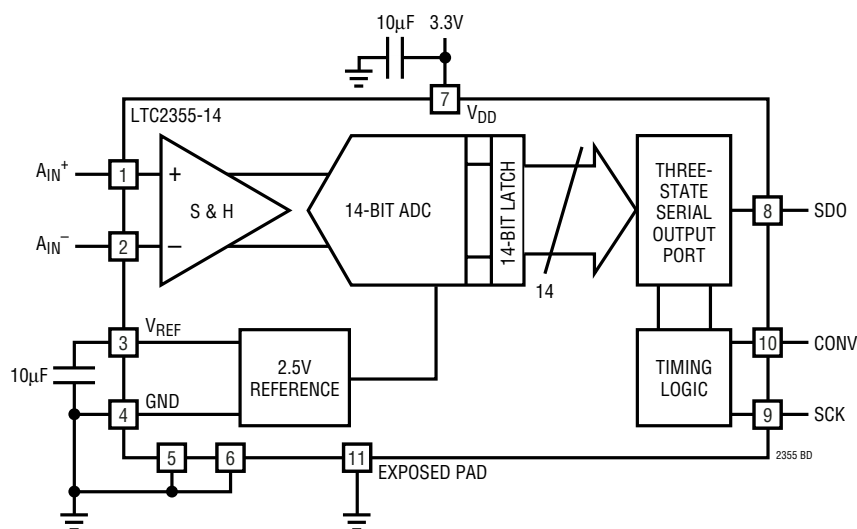 10µF 3.3V
7
LTC2355-14
VDD
AIN+
1
+
S & H
14-BIT ADC
14-BIT LATCH
THREE-
STATE
SERIAL
OUTPUT
PORT
8
SDO
AIN–
2
–
14
3
VREF
10µF
2.5V
REFERENCE
TIMING
LOGIC
10
CONV
4
GND
9
SCK
5
6
11
EXPOSED PAD
2355 BD